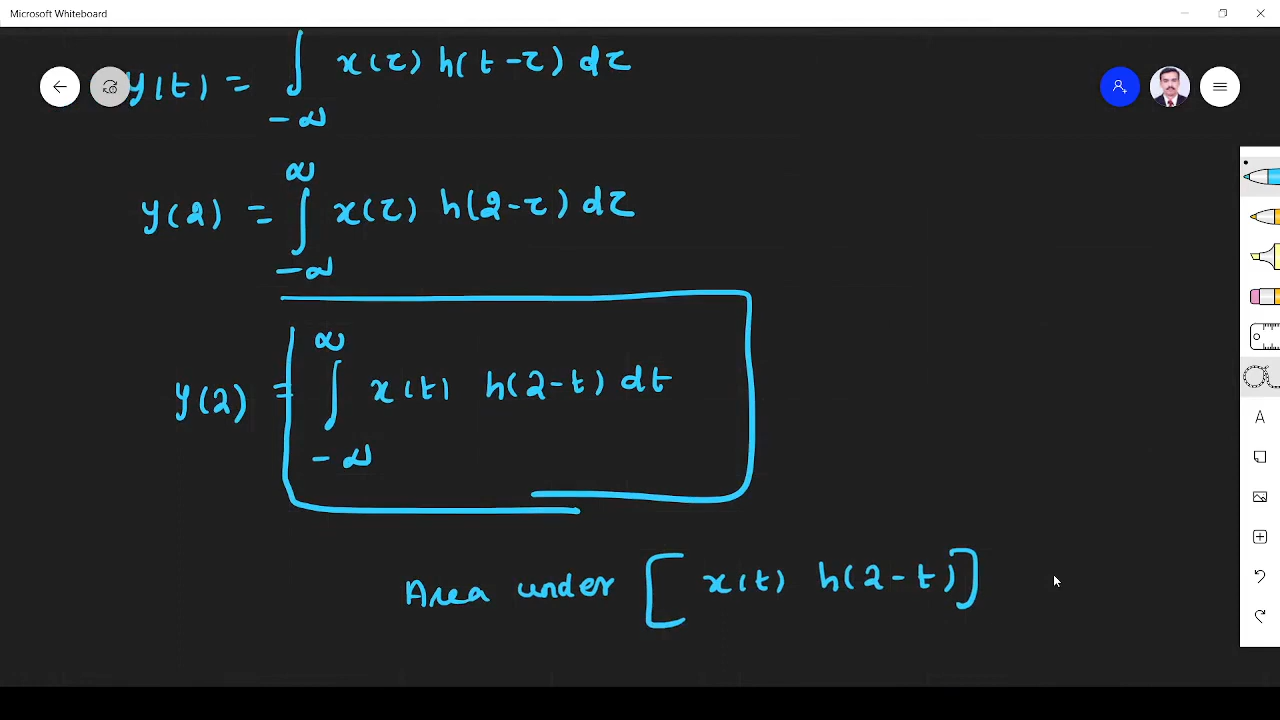 Microsoft Whiteboard
y(t) = ∫ x(τ) h(t-τ) dτ
-∞
∞
y(2) = ∫ x(τ) h(2-τ) dτ
-∞
∞
y(2) = ∫ x(t) h(2-t) dt
-∞
Area under [ x(t) h(2-t) ]
A